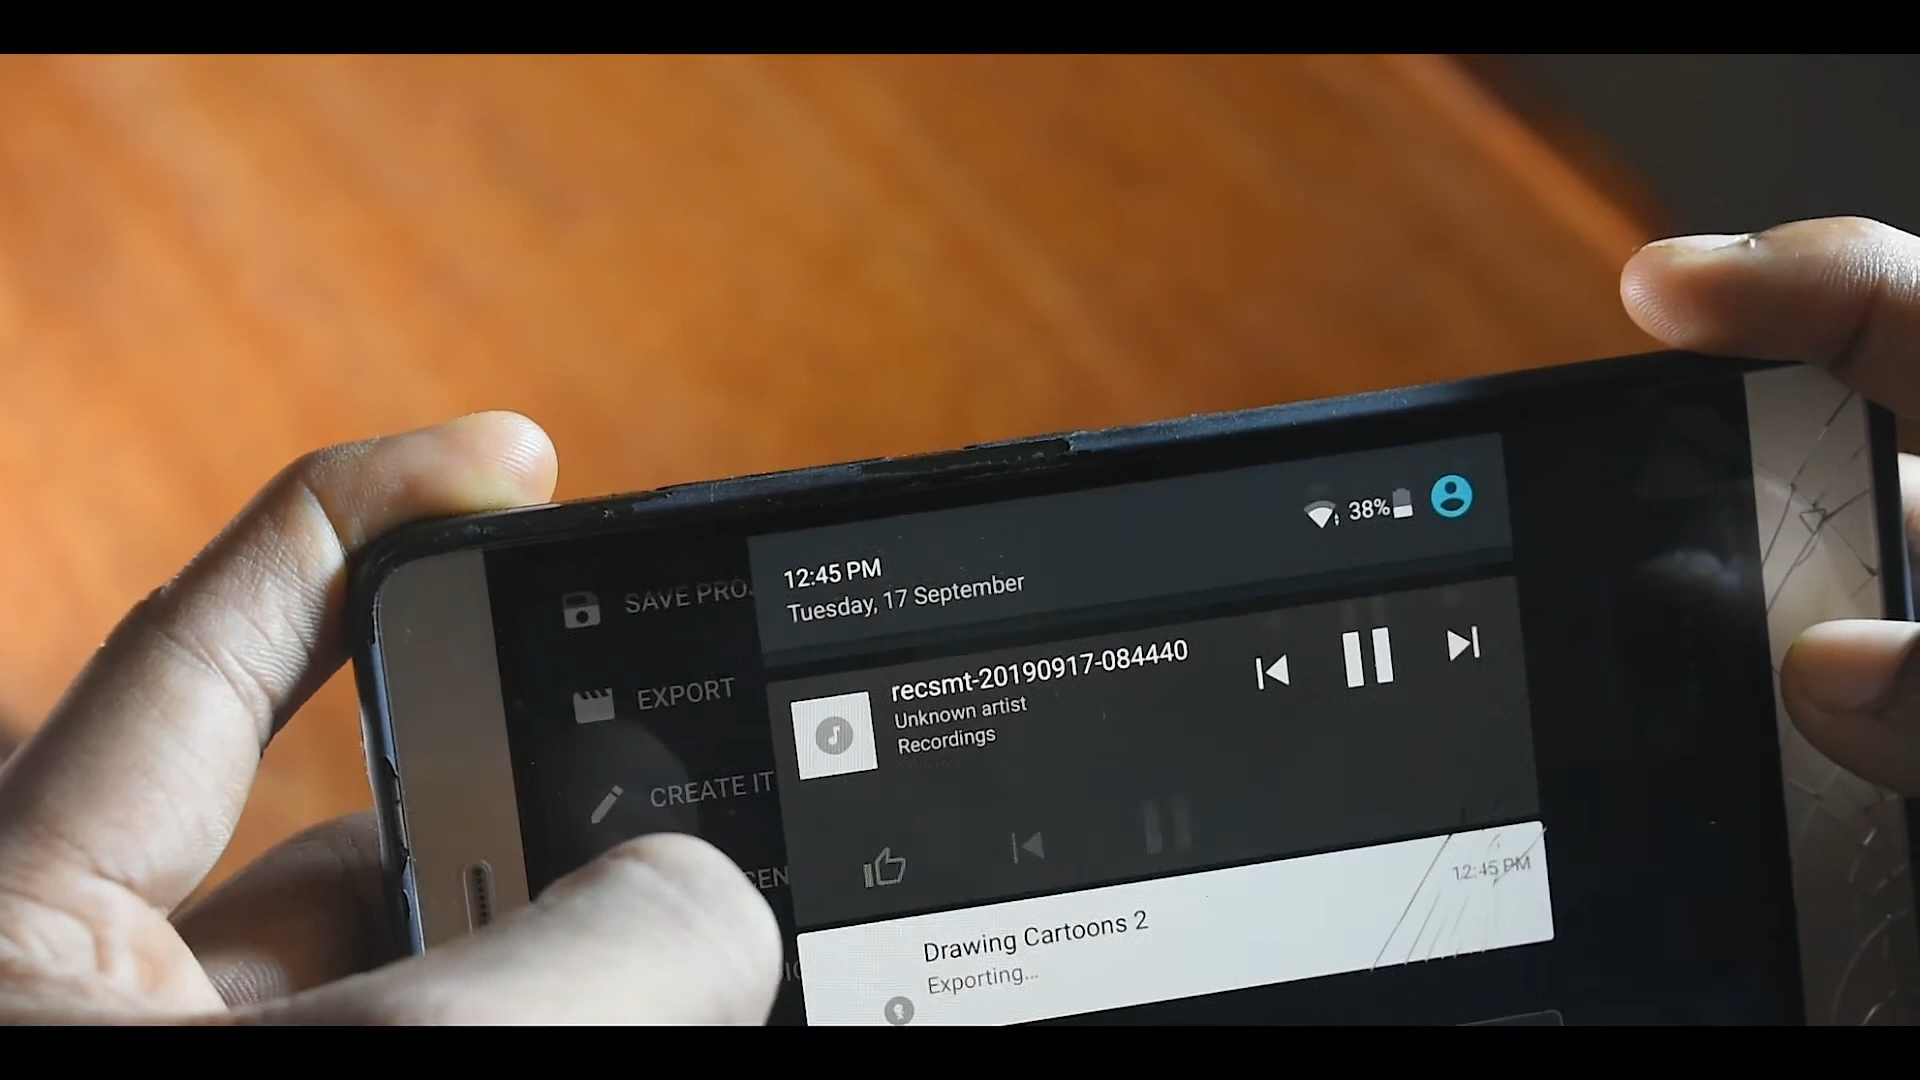 38%
12:45 PM
Tuesday, 17 September
SAVE PRO
EXPORT
CREATE IT
recsmt-20190917-084440
Unknown artist
Recordings
12:45 PM
Drawing Cartoons 2
Exporting...